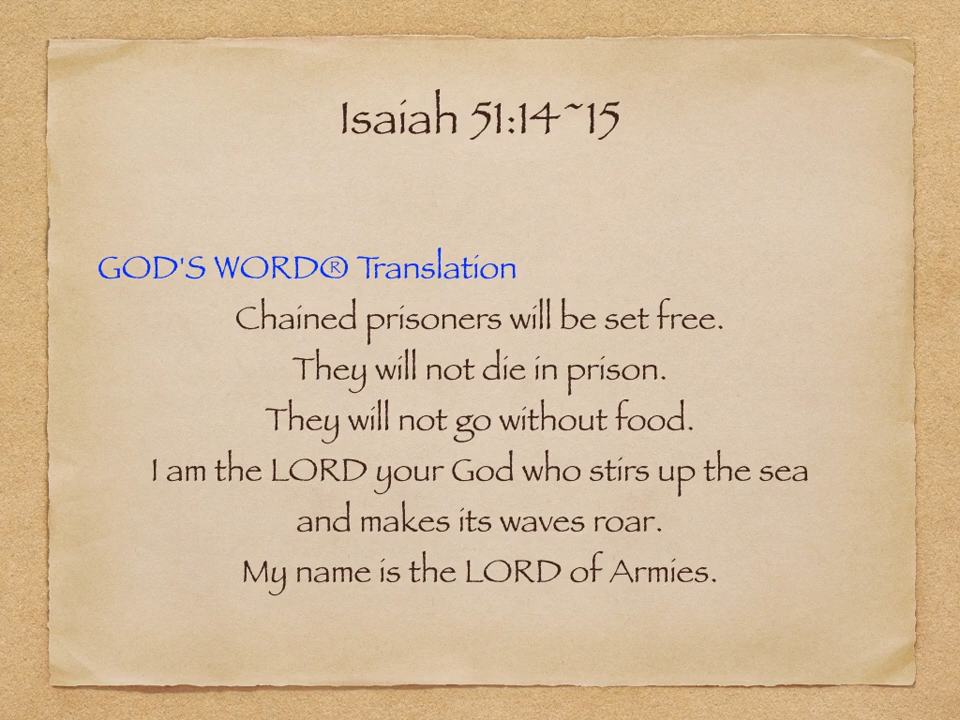 Isaiah 51:14~15
GOD'S WORD® Translation
Chained prisoners will be set free.
They will not die in prison.
They will not go without food.
I am the LORD your God who stirs up the sea
and makes its waves roar.
My name is the LORD of Armies.